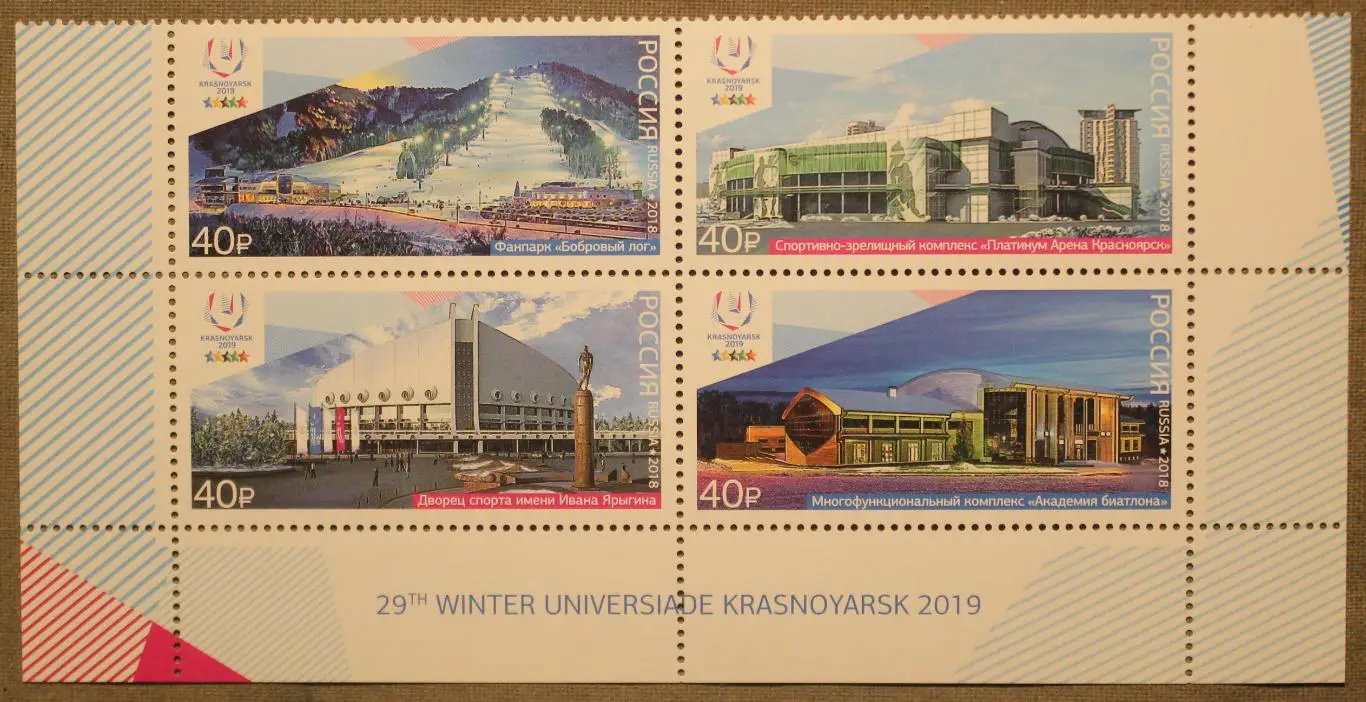 KRASNOYARSK
2019
РОССИЯ RUSSIA★2018
40₽
Фанпарк «Бобровый лог»
KRASNOYARSK
2019
РОССИЯ RUSSIA★2018
40₽
Спортивно-зрелищный комплекс «Платинум Арена Красноярск»
KRASNOYARSK
2019
РОССИЯ RUSSIA★2018
40₽
Дворец спорта имени Ивана Ярыгина
KRASNOYARSK
2019
РОССИЯ RUSSIA★2018
40₽
Многофункциональный комплекс «Академия биатлона»
29TH WINTER UNIVERSIADE KRASNOYARSK 2019